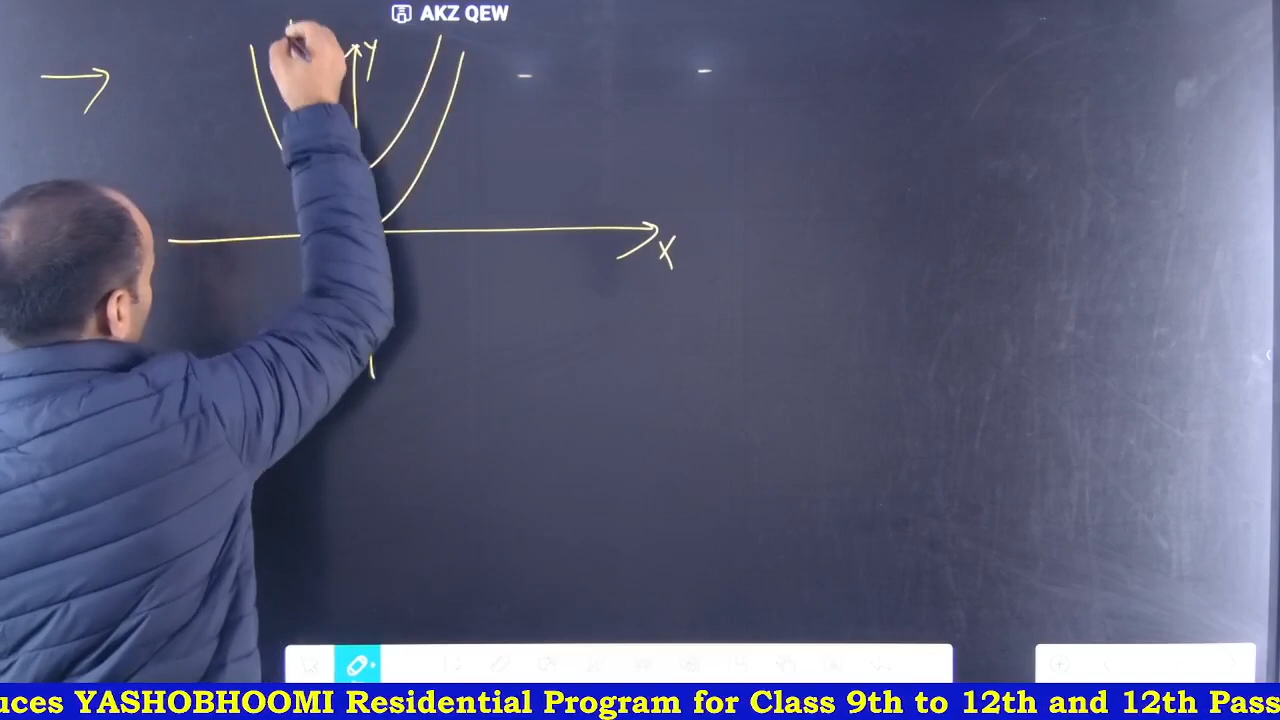 AKZ QEW
Y
X
uces YASHOBHOOMI Residential Program for Class 9th to 12th and 12th Pass